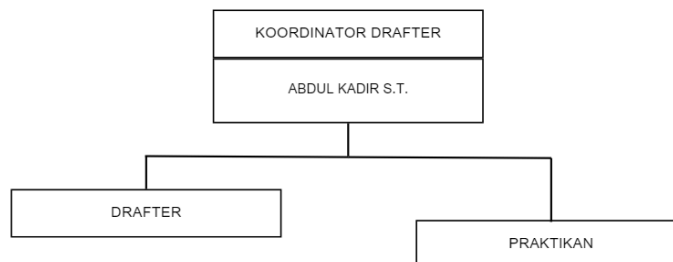 KOORDINATOR DRAFTER
ABDUL KADIR S.T.
DRAFTER
PRAKTIKAN